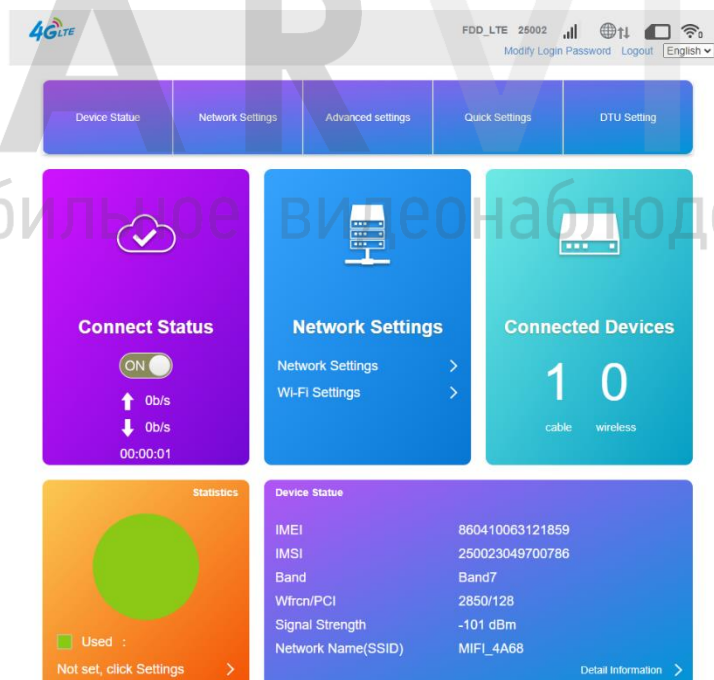 4G LTE
FDD_LTE 25002
Modify Login Password Logout English
Device Statue Network Settings Advanced settings Quick Settings DTU Setting
ARVI
бильное видеонаблюде
Connect Status
ON
0b/s
0b/s
00:00:01
Network Settings
Network Settings
Wi-Fi Settings
Connected Devices
1 0
cable wireless
Statistics
Used :
Not set, click Settings
Device Statue
IMEI 860410063121859
IMSI 250023049700786
Band Band7
Wfrcn/PCI 2850/128
Signal Strength -101 dBm
Network Name(SSID) MIFI_4A68
Detail Information